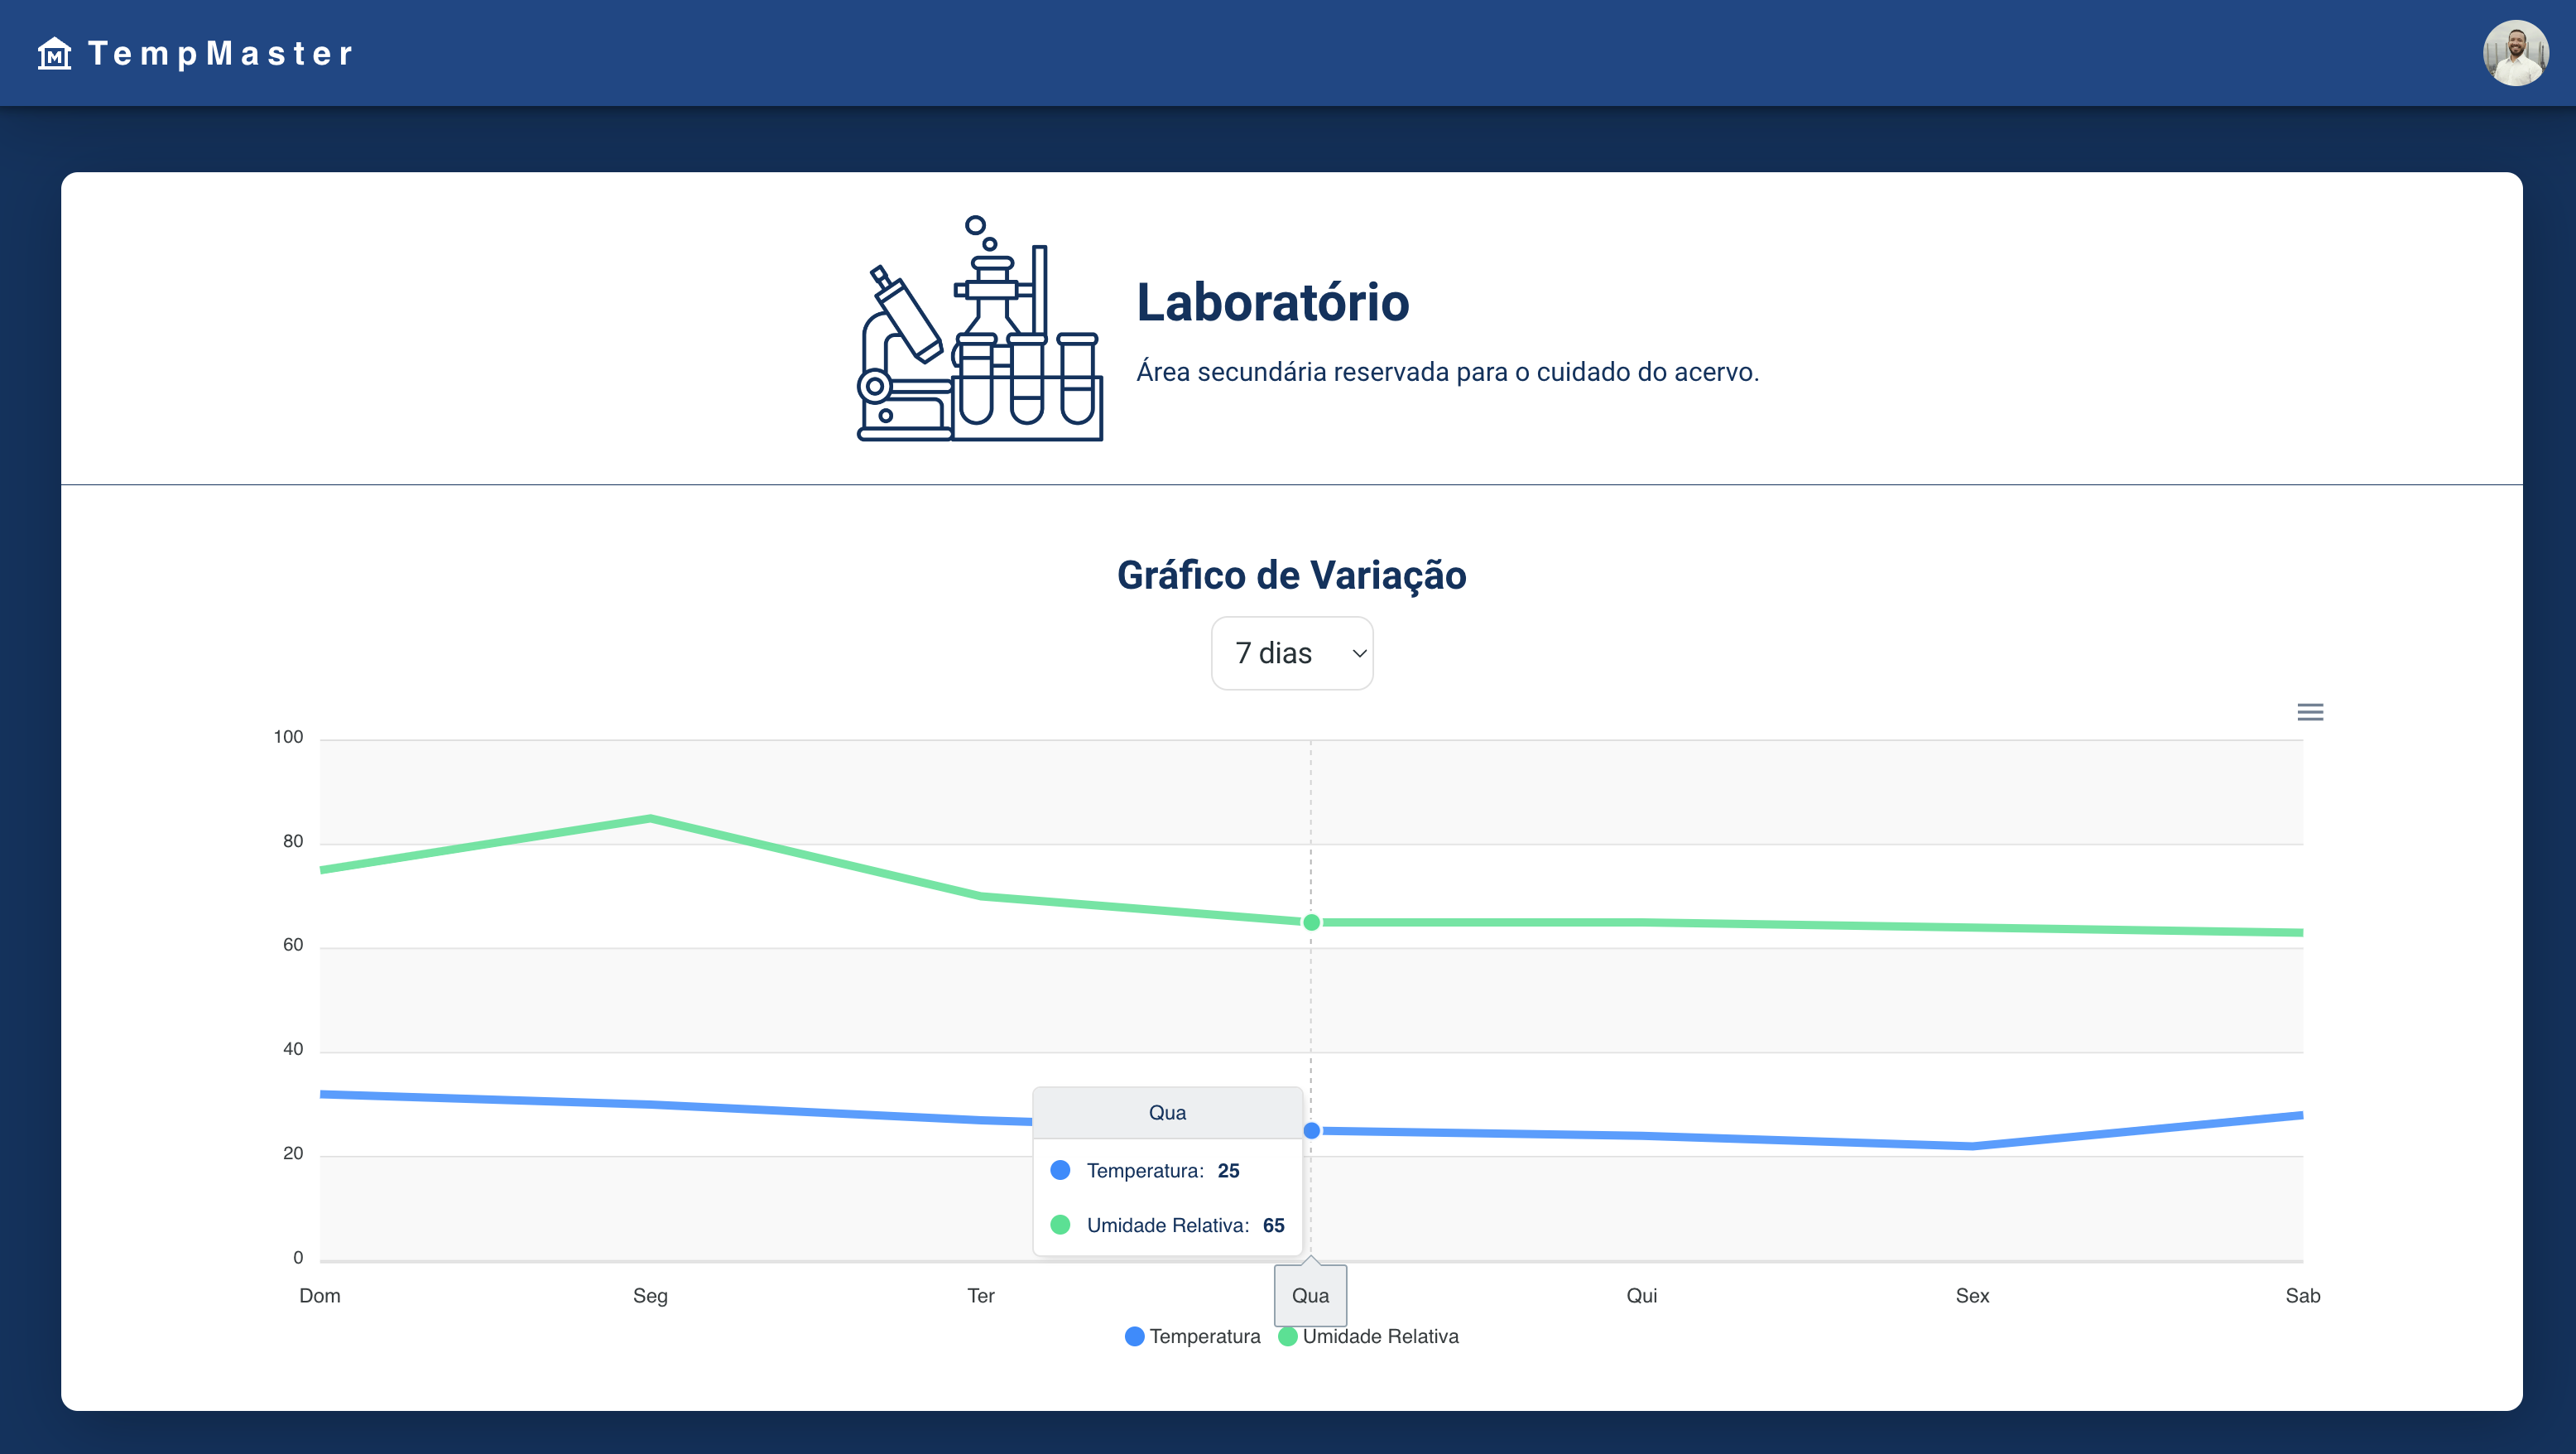 TempMaster
Laboratório
Área secundária reservada para o cuidado do acervo.
Gráfico de Variação
7 dias
100
80
60
40
20
0
Qua
Temperatura: 25
Umidade Relativa: 65
Dom Seg Ter Qua Qui Sex Sab
Temperatura Umidade Relativa